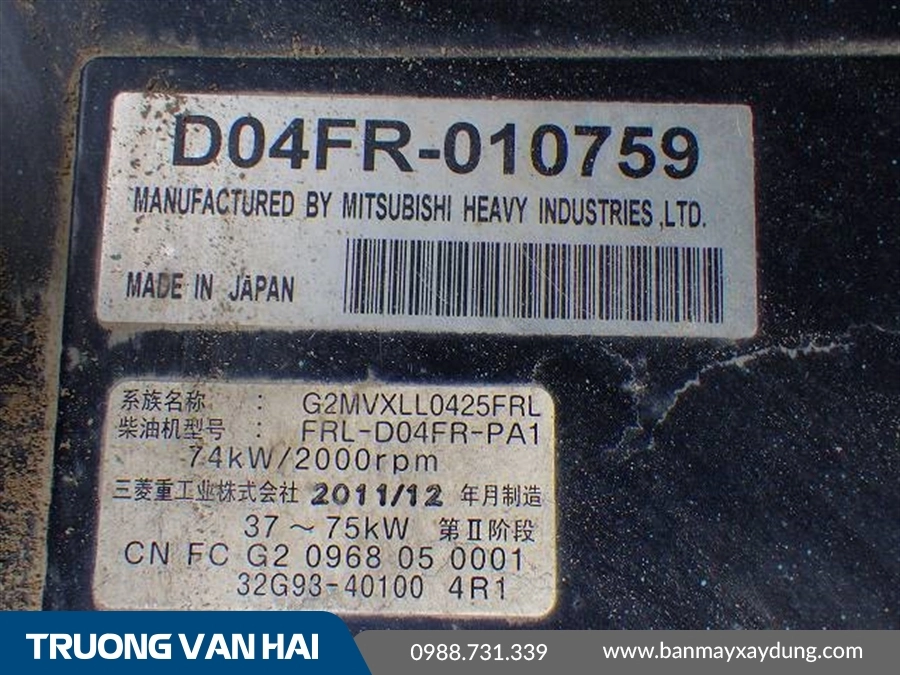 D04FR-010759
MANUFACTURED BY MITSUBISHI HEAVY INDUSTRIES ,LTD.
MADE IN JAPAN
系族名称 : G2MVXLL0425FRL
柴油机型号 : FRL-D04FR-PA1
74kW/2000rpm
三菱重工业株式会社 2011/12 年月制造
37～75kW 第Ⅱ阶段
CN FC G2 0968 05 0001
32G93-40100 4R1
TRUONG VAN HAI
0988.731.339
www.banmayxaydung.com